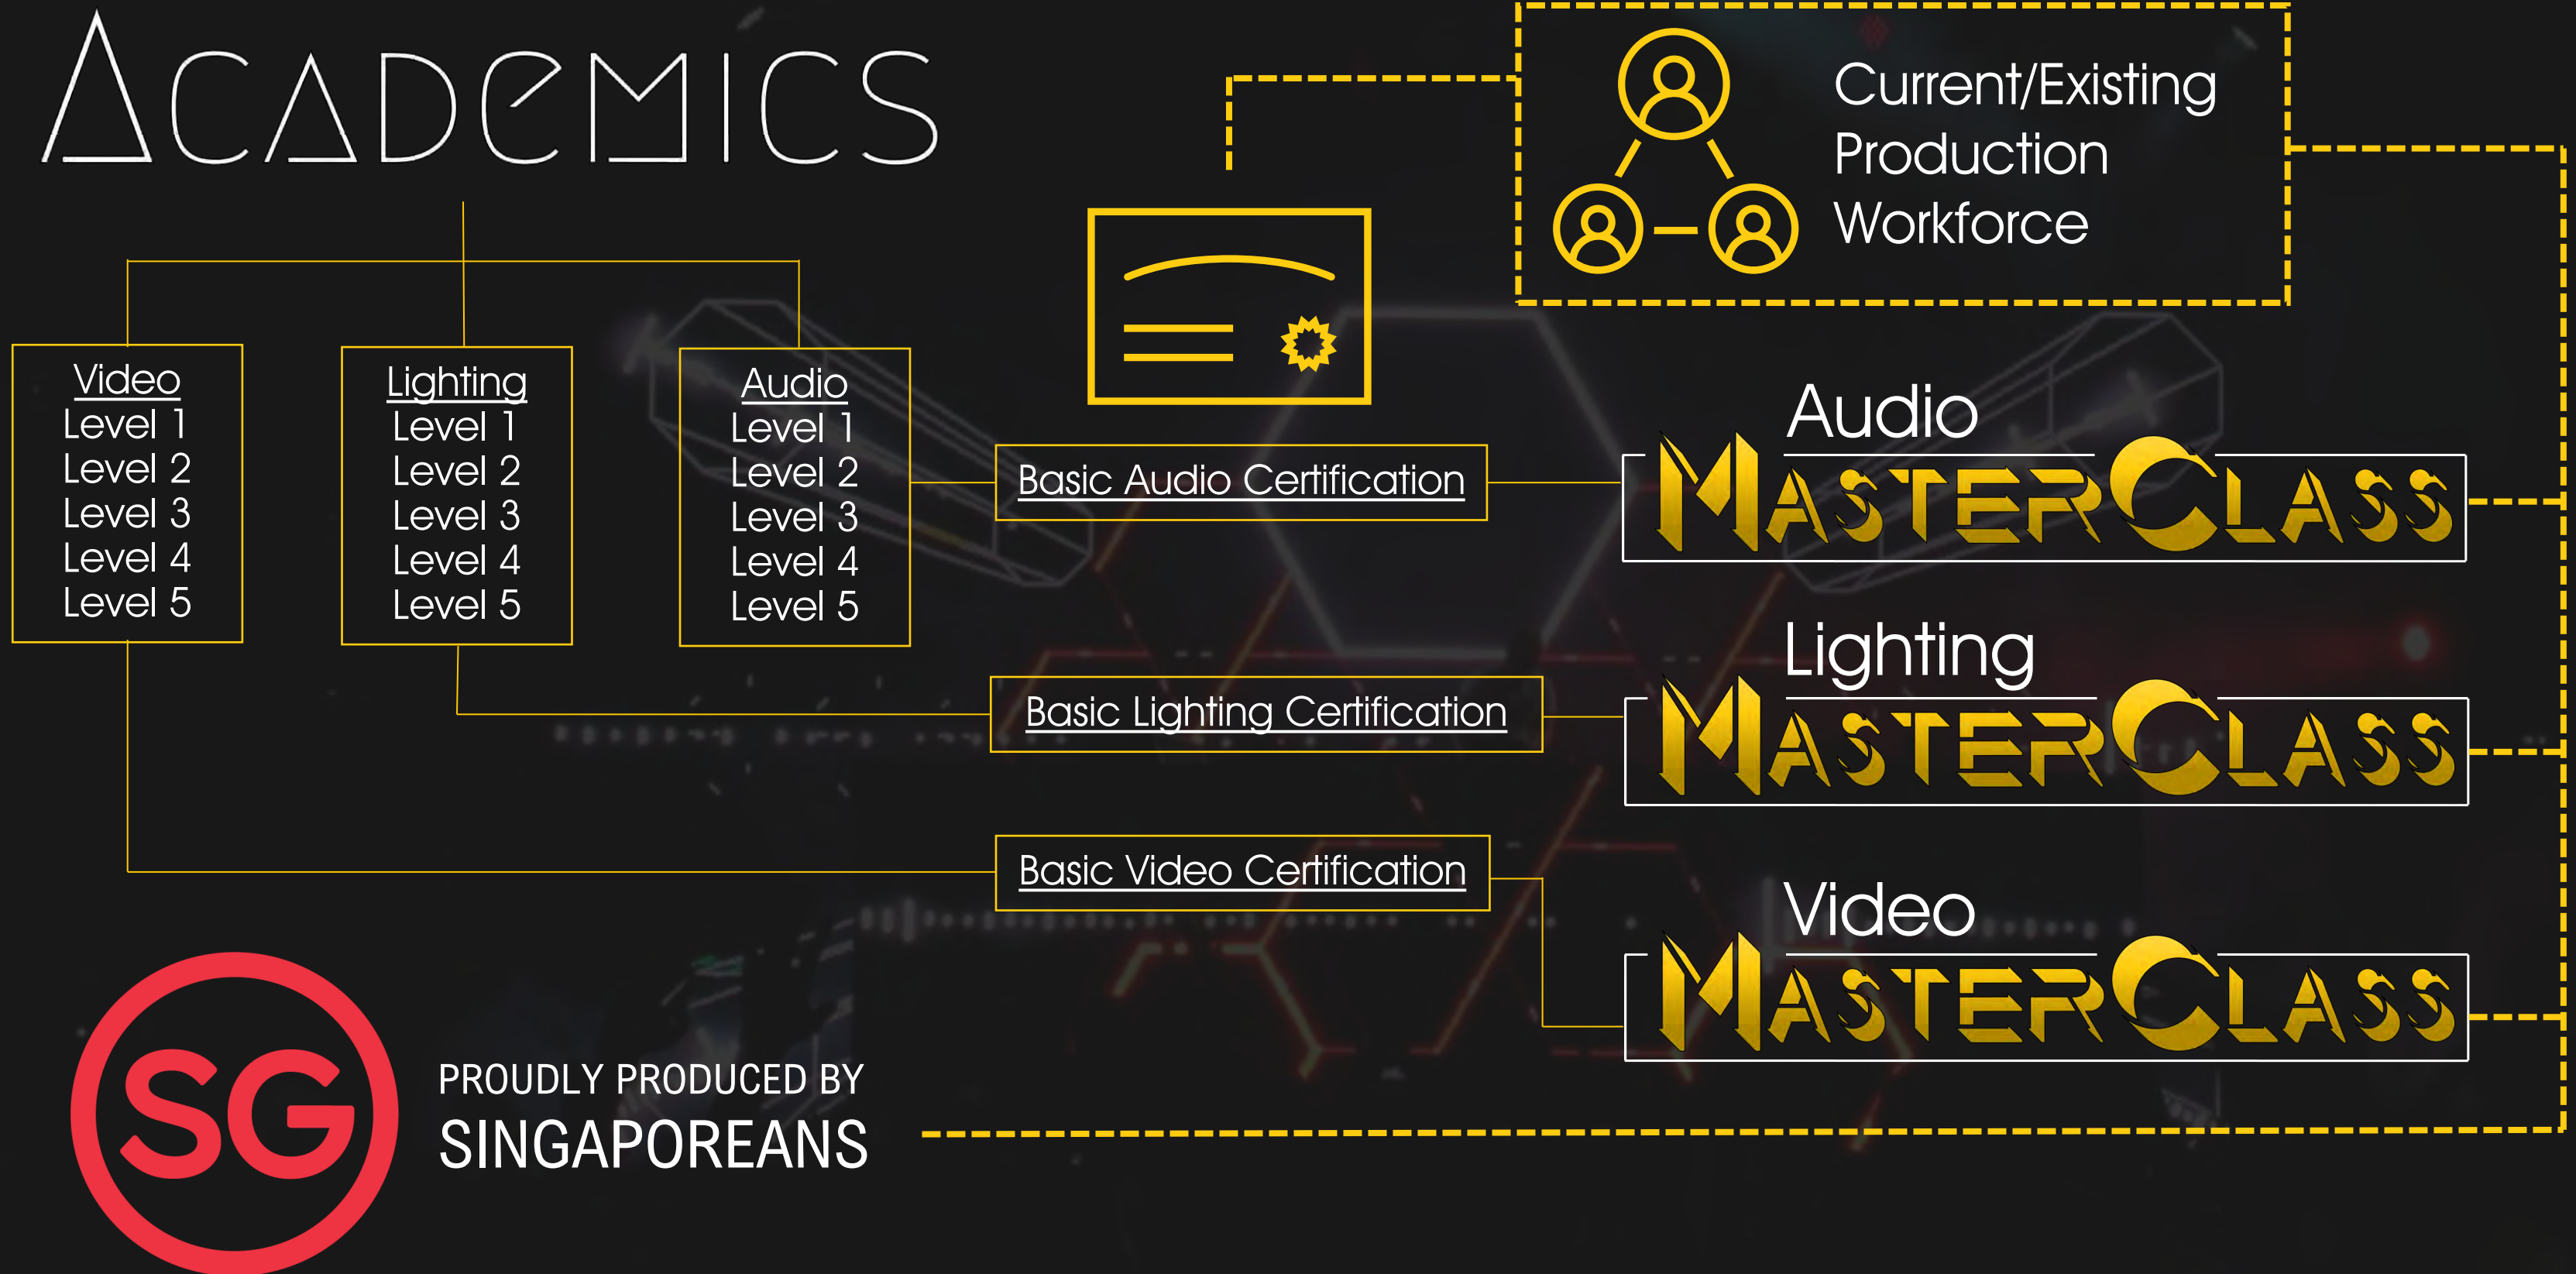 ACADEMICS
Current/Existing
Production
Workforce
Video
Level 1
Level 2
Level 3
Level 4
Level 5
Lighting
Level 1
Level 2
Level 3
Level 4
Level 5
Audio
Level 1
Level 2
Level 3
Level 4
Level 5
Basic Audio Certification
Audio
MASTERCLASS
Basic Lighting Certification
Lighting
MASTERCLASS
Basic Video Certification
Video
MASTERCLASS
SG
PROUDLY PRODUCED BY
SINGAPOREANS